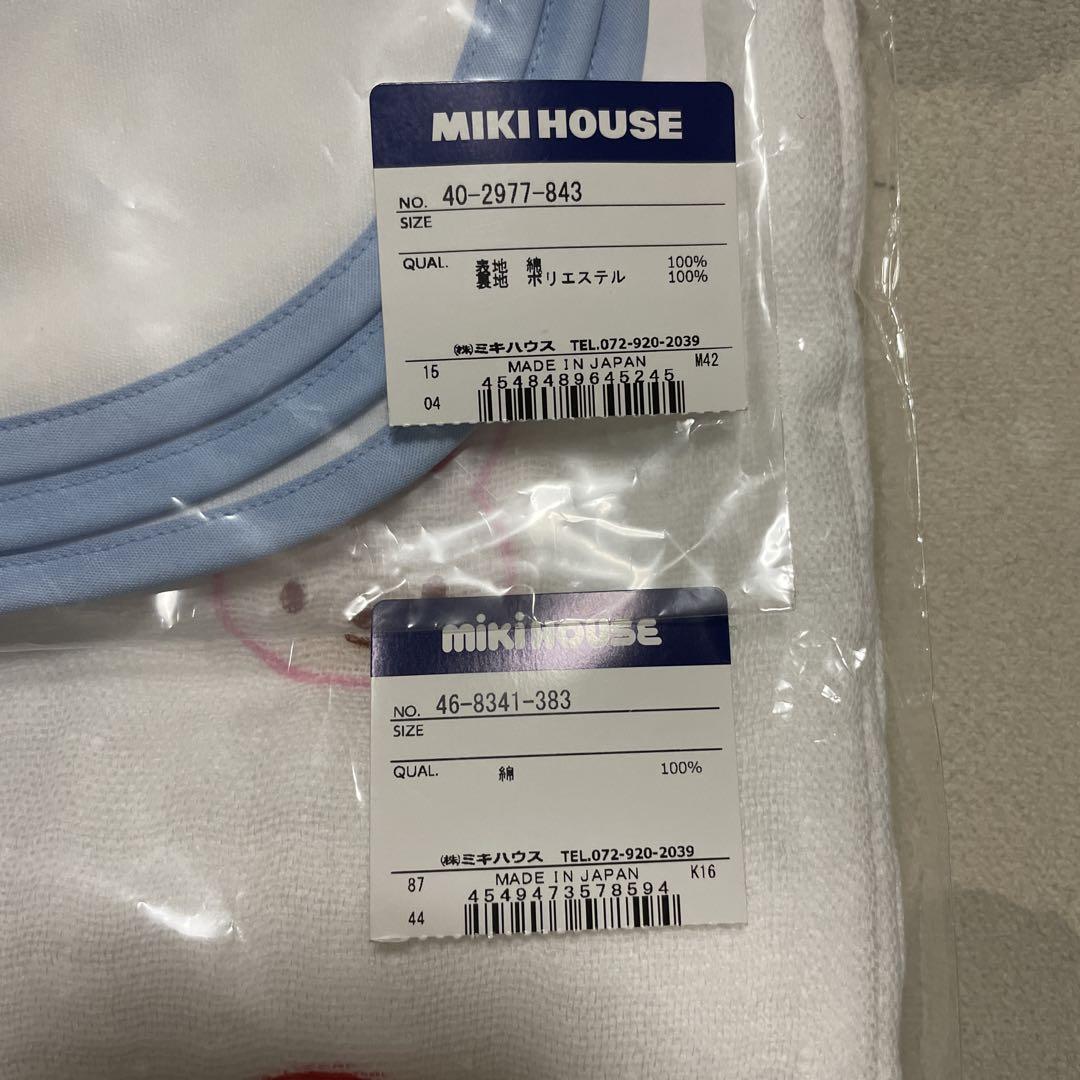 MIKI HOUSE
NO. 40-2977-843
SIZE
QUAL. 表地 綿 100%
裏地 ポリエステル 100%
㈱ミキハウス TEL.072-920-2039
15 MADE IN JAPAN M42
4548489645245
04
mikiHOUSE
NO. 46-8341-383
SIZE
QUAL. 綿 100%
㈱ミキハウス TEL.072-920-2039
87 MADE IN JAPAN K16
4549473578594
44